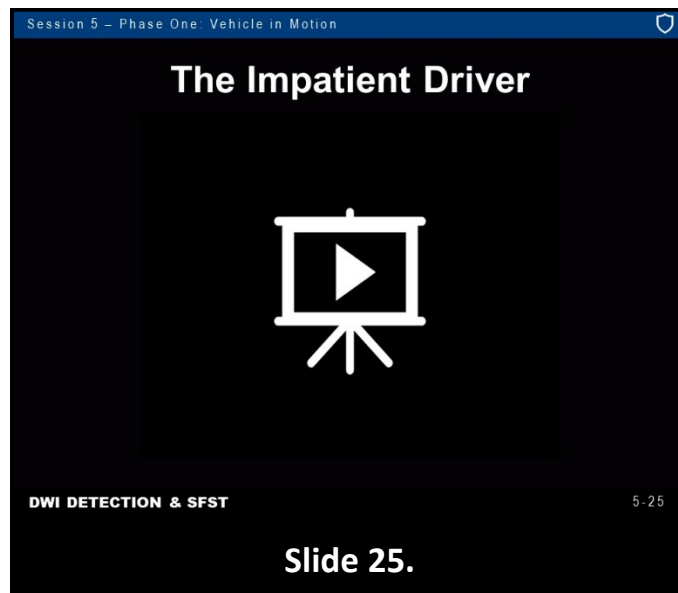 Session 5 – Phase One: Vehicle in Motion
The Impatient Driver
DWI DETECTION & SFST
5-25
Slide 25.